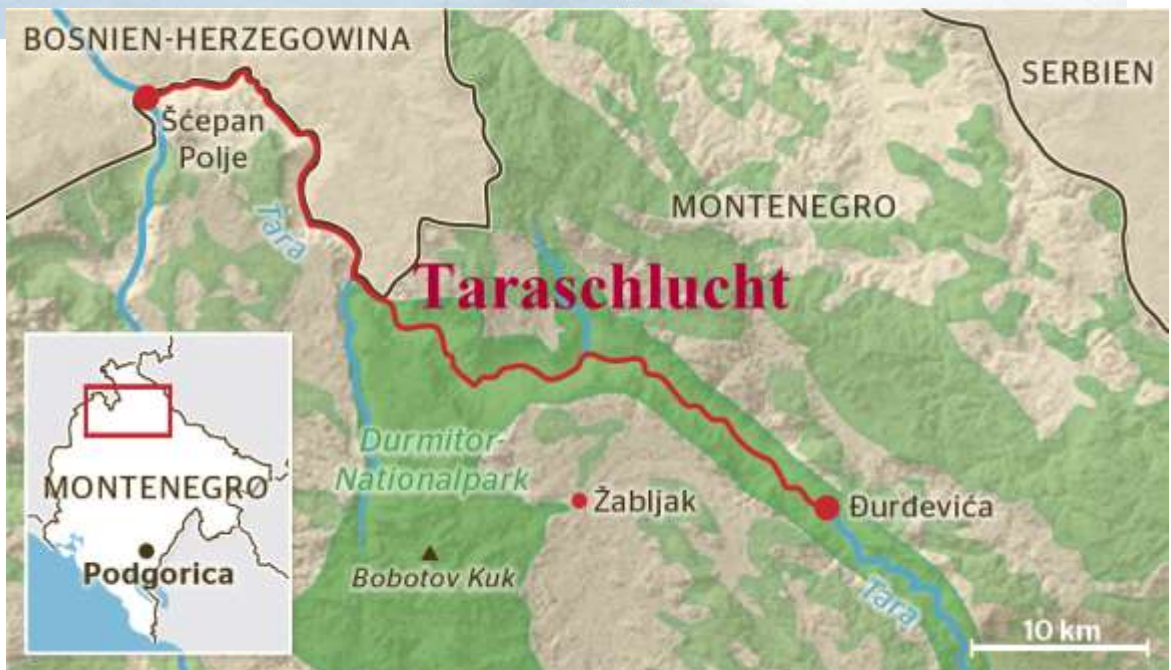 BOSNIEN-HERZEGOWINA
SERBIEN
Šćepan
Polje
MONTENEGRO
Tara
Taraschlucht
Durmitor-
Nationalpark
Žabljak
Đurđevića
Bobotov Kuk
Tara
10 km
MONTENEGRO
Podgorica